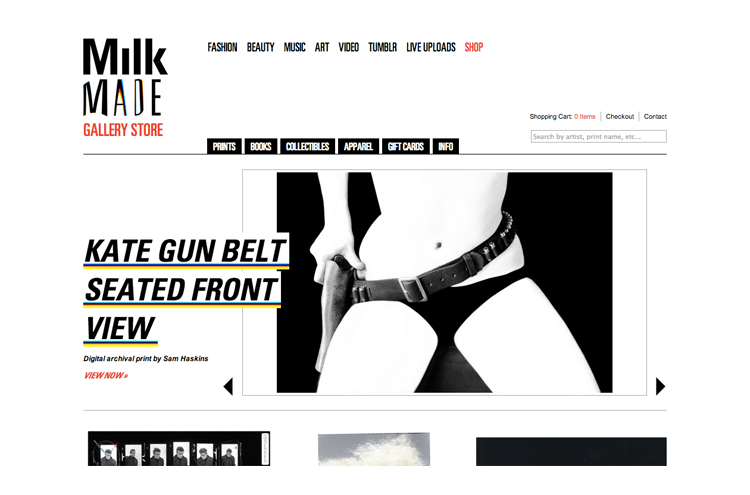 Milk
MADE
GALLERY STORE
FASHION BEAUTY MUSIC ART VIDEO TUMBLR LIVE UPLOADS SHOP
Shopping Cart: 0 Items Checkout Contact
Search by artist, print name, etc...
PRINTS BOOKS COLLECTIBLES APPAREL GIFT CARDS INFO
KATE GUN BELT
SEATED FRONT
VIEW
Digital archival print by Sam Haskins
VIEW NOW »